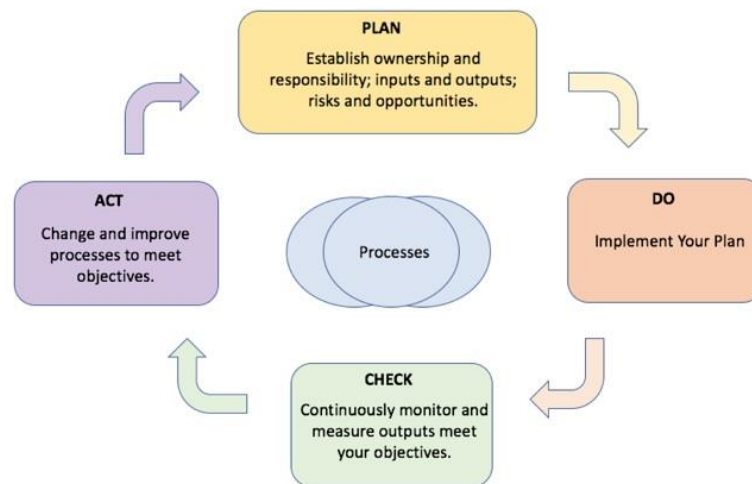 PLAN
Establish ownership and
responsibility; inputs and outputs;
risks and opportunities.
ACT
Change and improve
processes to meet
objectives.
Processes
DO
Implement Your Plan
CHECK
Continuously monitor and
measure outputs meet
your objectives.